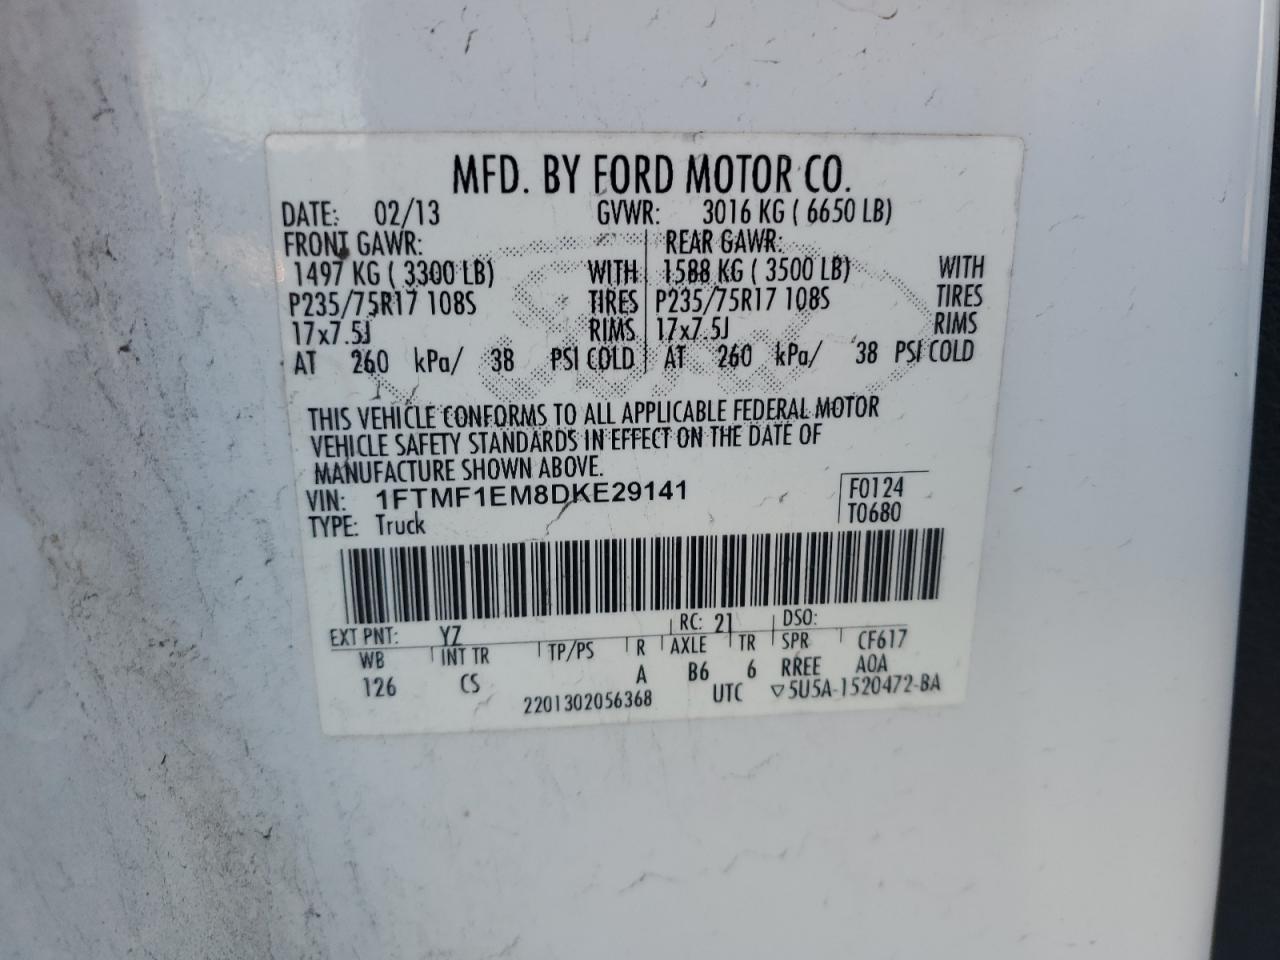 MFD. BY FORD MOTOR CO.
DATE: 02/13 GVWR: 3016 KG ( 6650 LB)
FRONT GAWR: REAR GAWR:
1497 KG ( 3300 LB) WITH 1588 KG ( 3500 LB) WITH
P235/75R17 108S TIRES P235/75R17 108S TIRES
17x7.5J RIMS 17x7.5J RIMS
AT 260 kPa/ 38 PSI COLD AT 260 kPa/ 38 PSI COLD
THIS VEHICLE CONFORMS TO ALL APPLICABLE FEDERAL MOTOR
VEHICLE SAFETY STANDARDS IN EFFECT ON THE DATE OF
MANUFACTURE SHOWN ABOVE.
VIN: 1FTMF1EM8DKE29141 F0124
TYPE: Truck T0680
EXT PNT: YZ RC: 21 DSO:
WB INT TR TP/PS R AXLE TR SPR CF617
126 CS A B6 6 RREE AOA
2201302056368 UTC ▽5U5A-1520472-BA